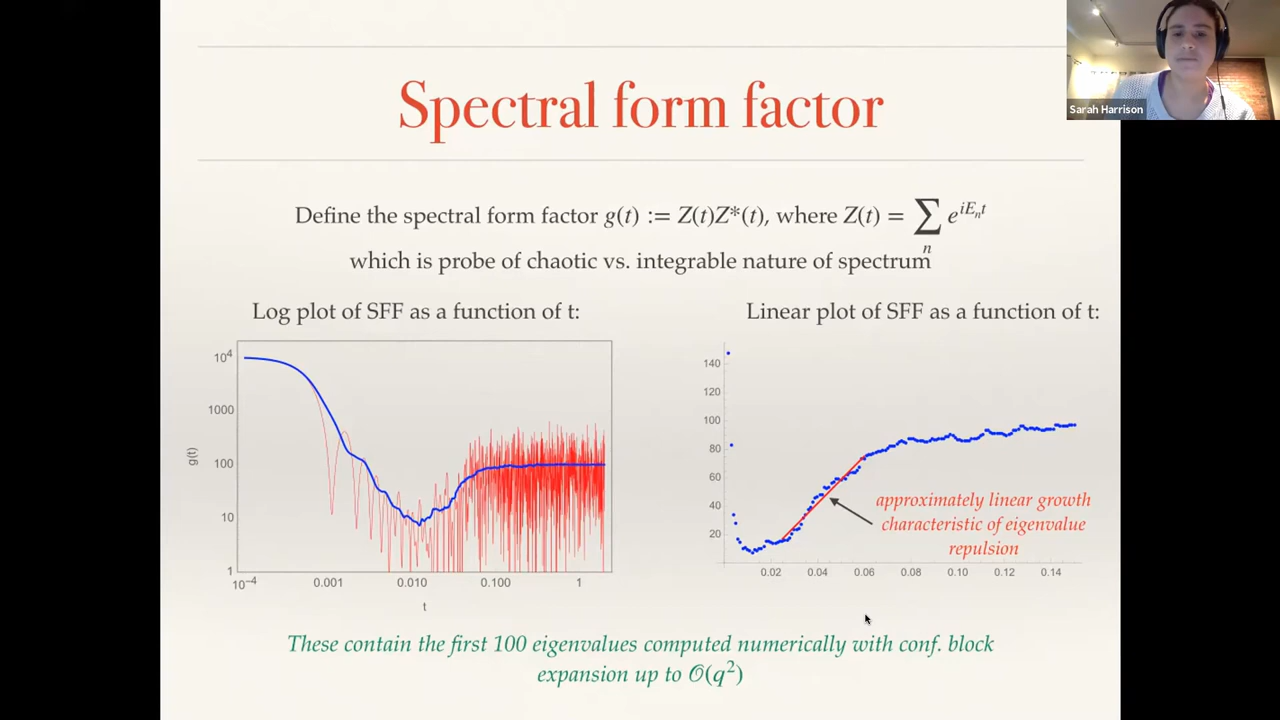 Sarah Harrison
Spectral form factor
Define the spectral form factor g(t) := Z(t)Z*(t), where Z(t) = ∑ e^{iE_n t}
n
which is probe of chaotic vs. integrable nature of spectrum
Log plot of SFF as a function of t:
10^4
1000
100
10
1
g(t)
10^{-4}
0.001
0.010
0.100
1
t
Linear plot of SFF as a function of t:
140
120
100
80
60
40
20
0.02
0.04
0.06
0.08
0.10
0.12
0.14
approximately linear growth
characteristic of eigenvalue
repulsion
These contain the first 100 eigenvalues computed numerically with conf. block
expansion up to 𝒪(q²)